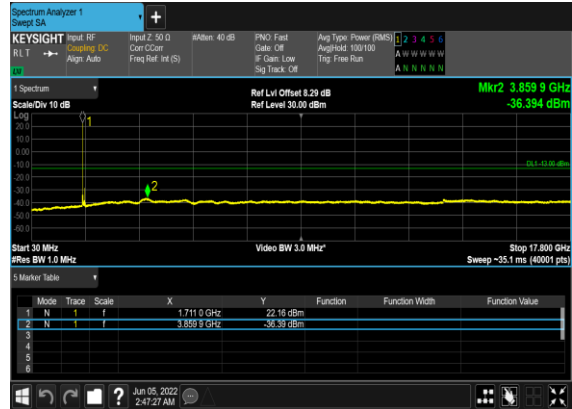 Spectrum Analyzer 1
Swept SA
+
KEYSIGHT Input: RF Input Z: 50 Ω #Atten: 40 dB PNO: Fast Avg Type: Power (RMS) 1 2 3 4 5 6
RLT Coupling: DC Corr CCorr Gate: Off Avg|Hold: 100/100 A W W W W W
Align: Auto Freq Ref: Int (S) IF Gain: Low Trig: Free Run
Sig Track: Off A N N N N N
1 Spectrum Ref Lvl Offset 8.29 dB Mkr2 3.859 9 GHz
Scale/Div 10 dB Ref Level 30.00 dBm -36.394 dBm
Log
1
20.0
10.0
0.00
-10.0
DL1 -13.00 dBm
-20.0
2
-30.0
-40.0
-50.0
-60.0
Start 30 MHz Video BW 3.0 MHz* Stop 17.800 GHz
#Res BW 1.0 MHz Sweep ~35.1 ms (40001 pts)
5 Marker Table
Mode Trace Scale X Y Function Function Width Function Value
1 N 1 f 1.711 0 GHz 22.16 dBm
2 N 1 f 3.859 9 GHz -36.39 dBm
3
4
5
6
? Jun 05, 2022
2:47:27 AM